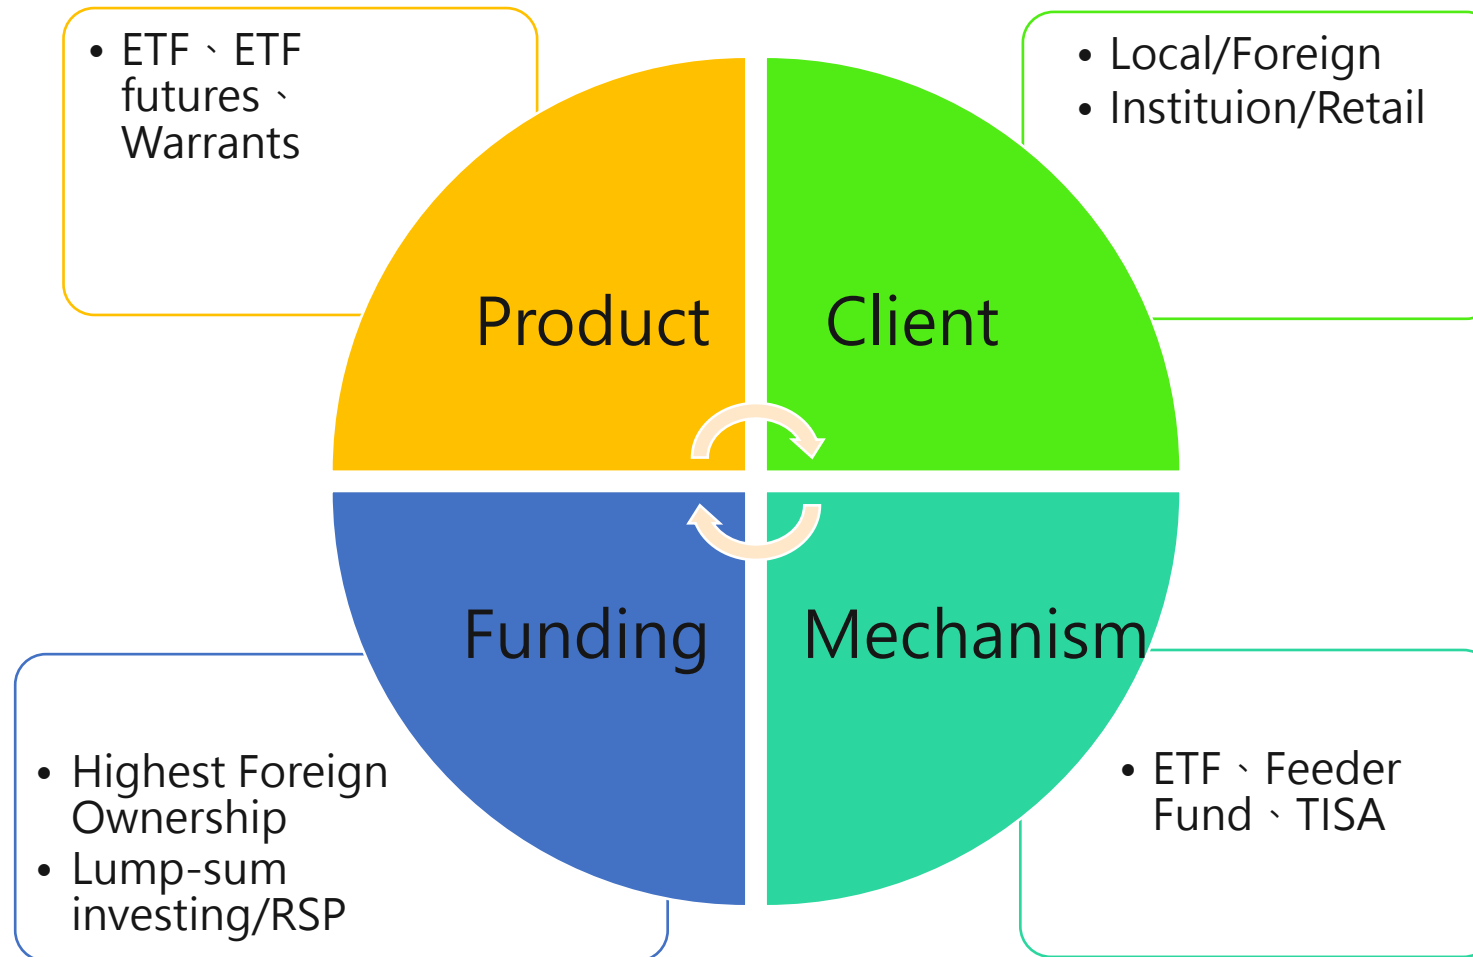 • ETF、ETF
futures、
Warrants
• Local/Foreign
• Instituion/Retail
Product
Client
Funding
Mechanism
• Highest Foreign
Ownership
• Lump-sum
investing/RSP
• ETF、Feeder
Fund、TISA